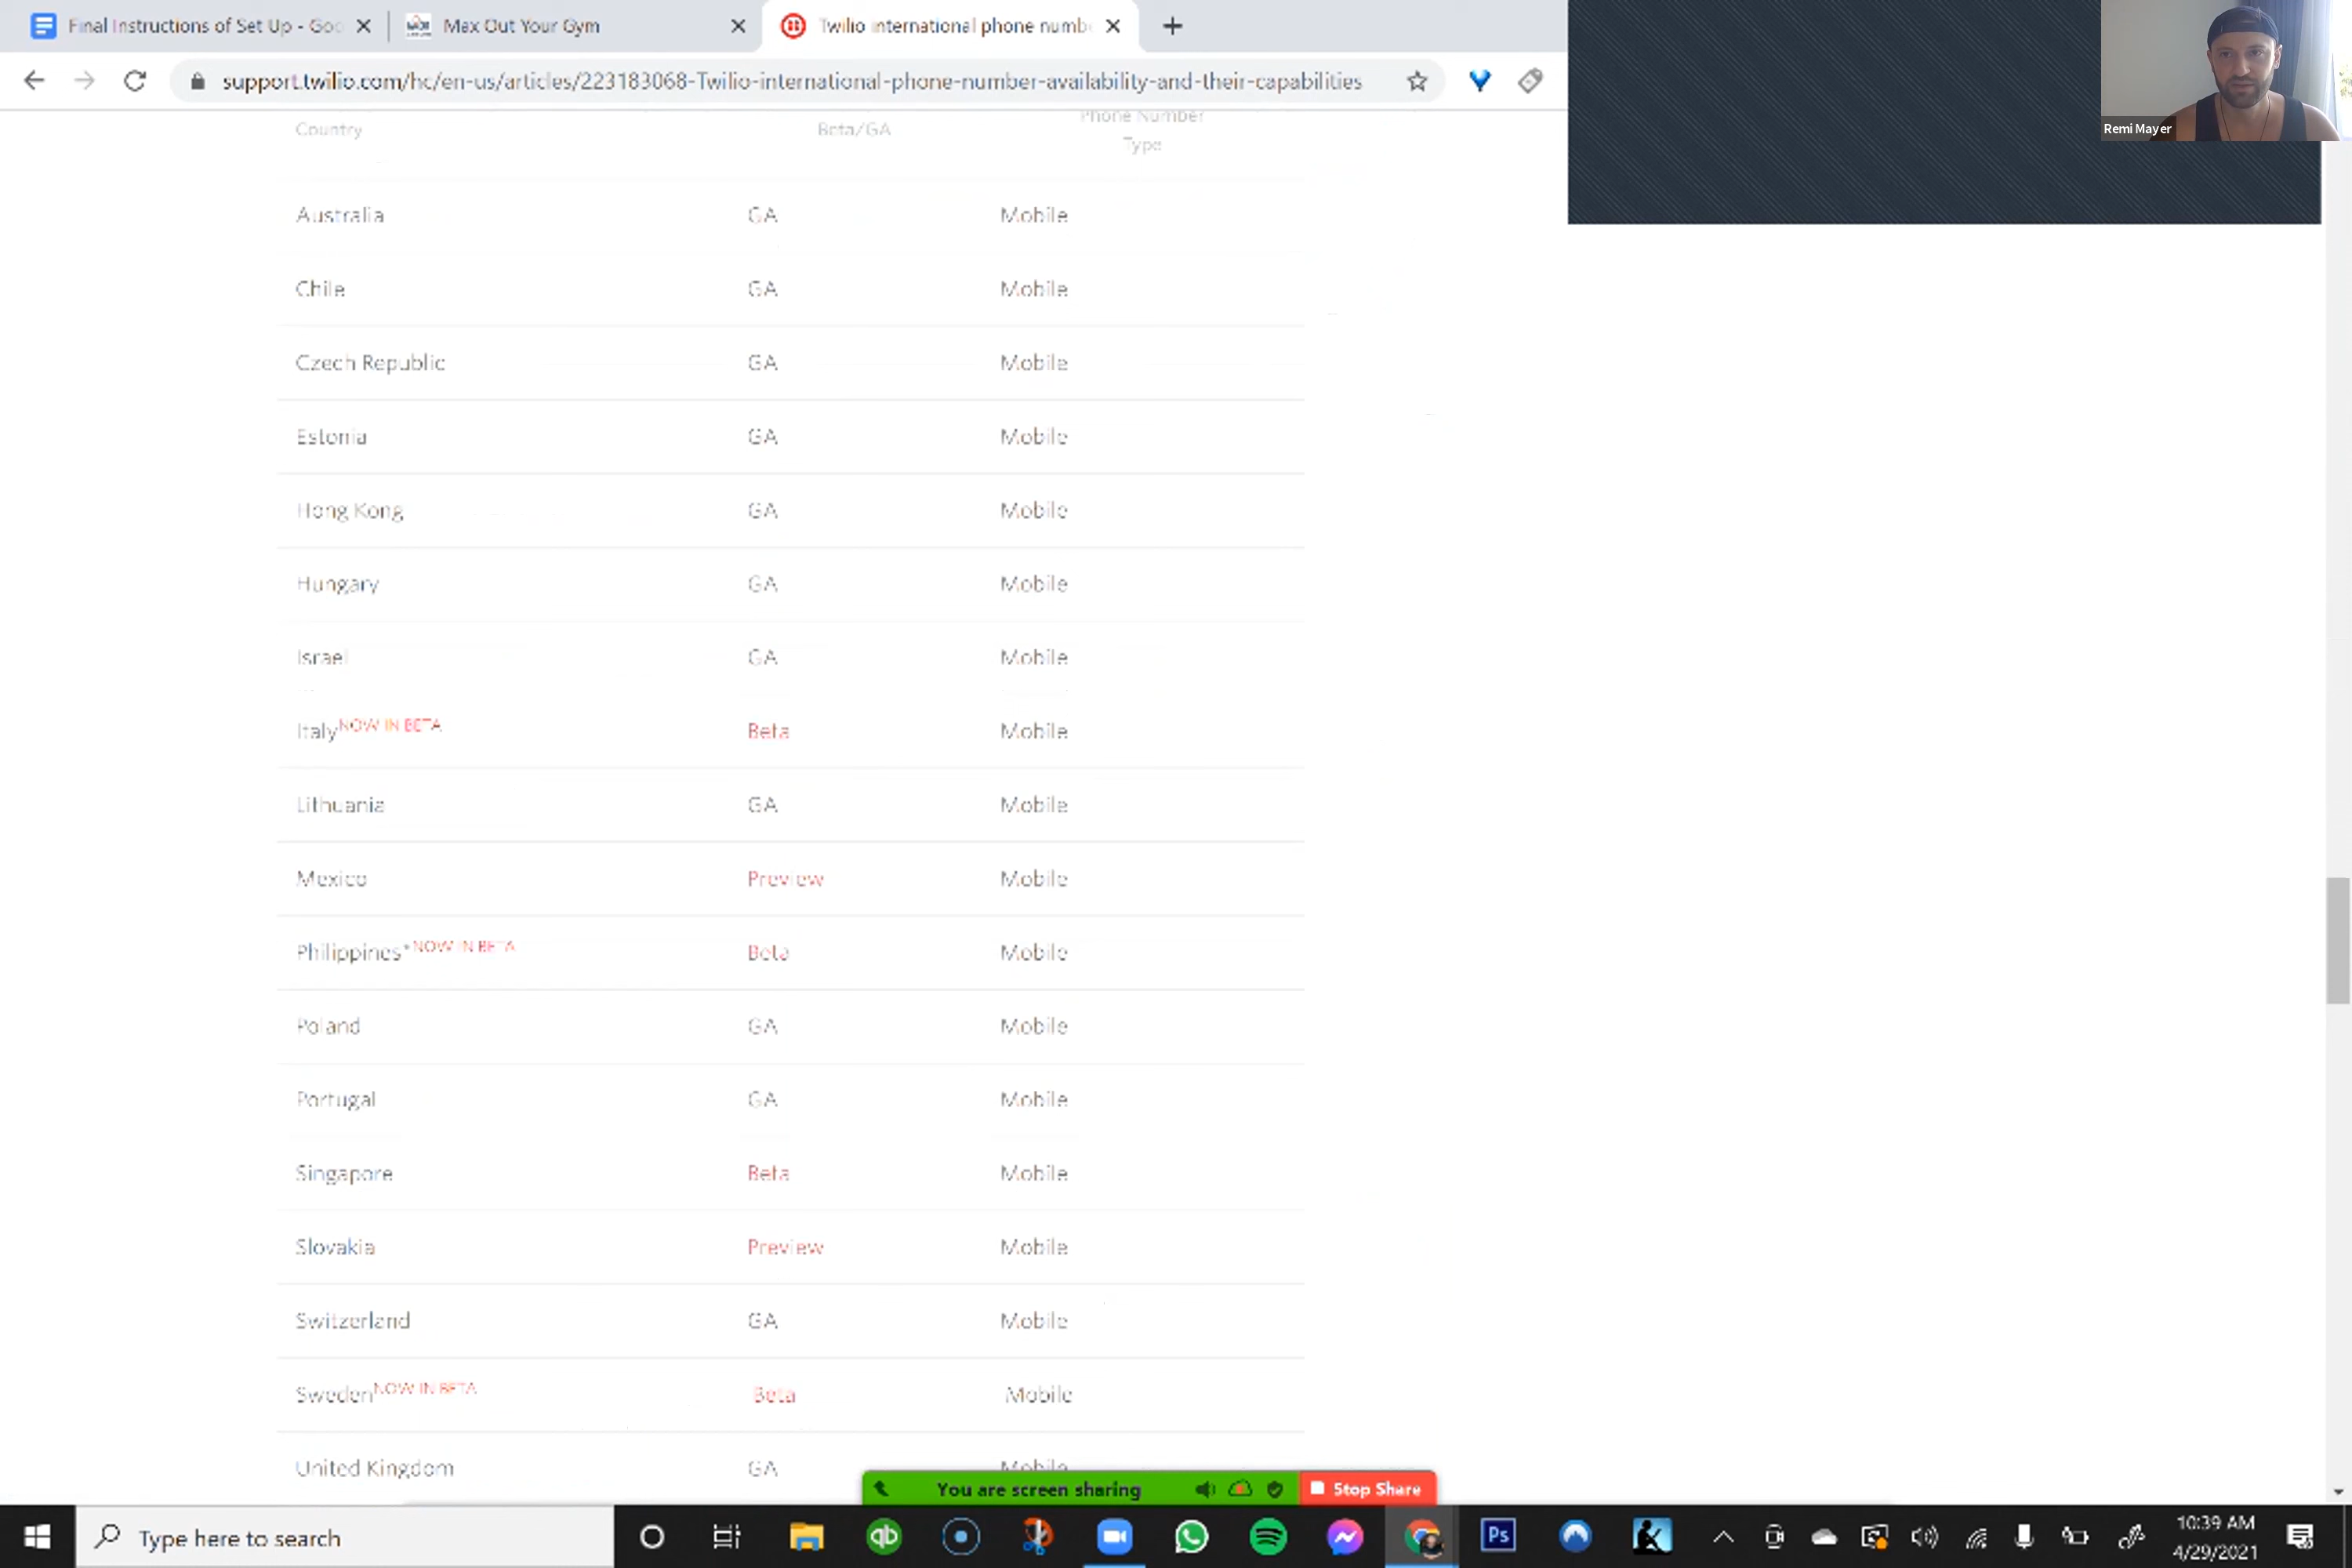 Final Instructions of Set Up - Goo
Max Out Your Gym
Twilio international phone numb
support.twilio.com/hc/en-us/articles/223183068-Twilio-international-phone-number-availability-and-their-capabilities
Remi Mayer
Country Beta/GA Phone Number Type
Australia GA Mobile
Chile GA Mobile
Czech Republic GA Mobile
Estonia GA Mobile
Hong Kong GA Mobile
Hungary GA Mobile
Israel GA Mobile
Italy NOW IN BETA Beta Mobile
Lithuania GA Mobile
Mexico Preview Mobile
Philippines* NOW IN BETA Beta Mobile
Poland GA Mobile
Portugal GA Mobile
Singapore Beta Mobile
Slovakia Preview Mobile
Switzerland GA Mobile
Sweden NOW IN BETA Beta Mobile
United Kingdom GA Mobile
You are screen sharing Stop Share
Type here to search
qb
Ps
10:39 AM
4/29/2021